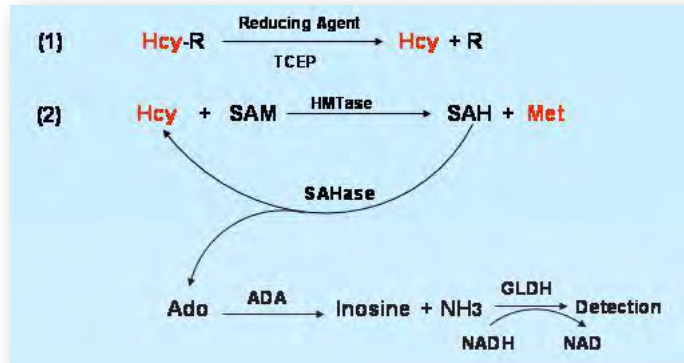 Reducing Agent
(1) Hcy-R Hcy + R
TCEP
(2) Hcy + SAM HMTase SAH + Met
SAHase
Ado ADA Inosine + NH3 GLDH Detection
NADH NAD